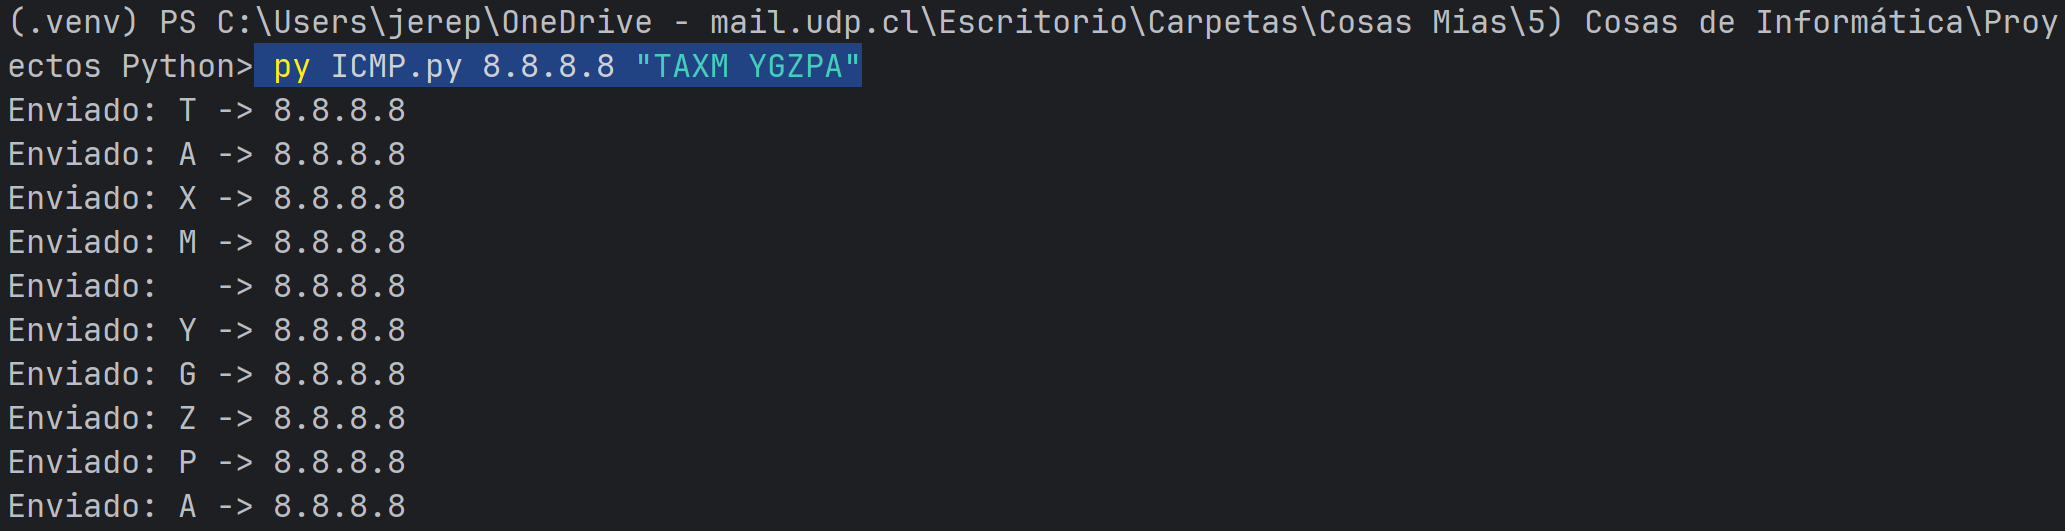 (.venv) PS C:\Users\jerep\OneDrive - mail.udp.cl\Escritorio\Carpetas\Cosas Mias\5) Cosas de Informática\Proy
ectos Python> py ICMP.py 8.8.8.8 "TAXM YGZPA"
Enviado: T -> 8.8.8.8
Enviado: A -> 8.8.8.8
Enviado: X -> 8.8.8.8
Enviado: M -> 8.8.8.8
Enviado:   -> 8.8.8.8
Enviado: Y -> 8.8.8.8
Enviado: G -> 8.8.8.8
Enviado: Z -> 8.8.8.8
Enviado: P -> 8.8.8.8
Enviado: A -> 8.8.8.8